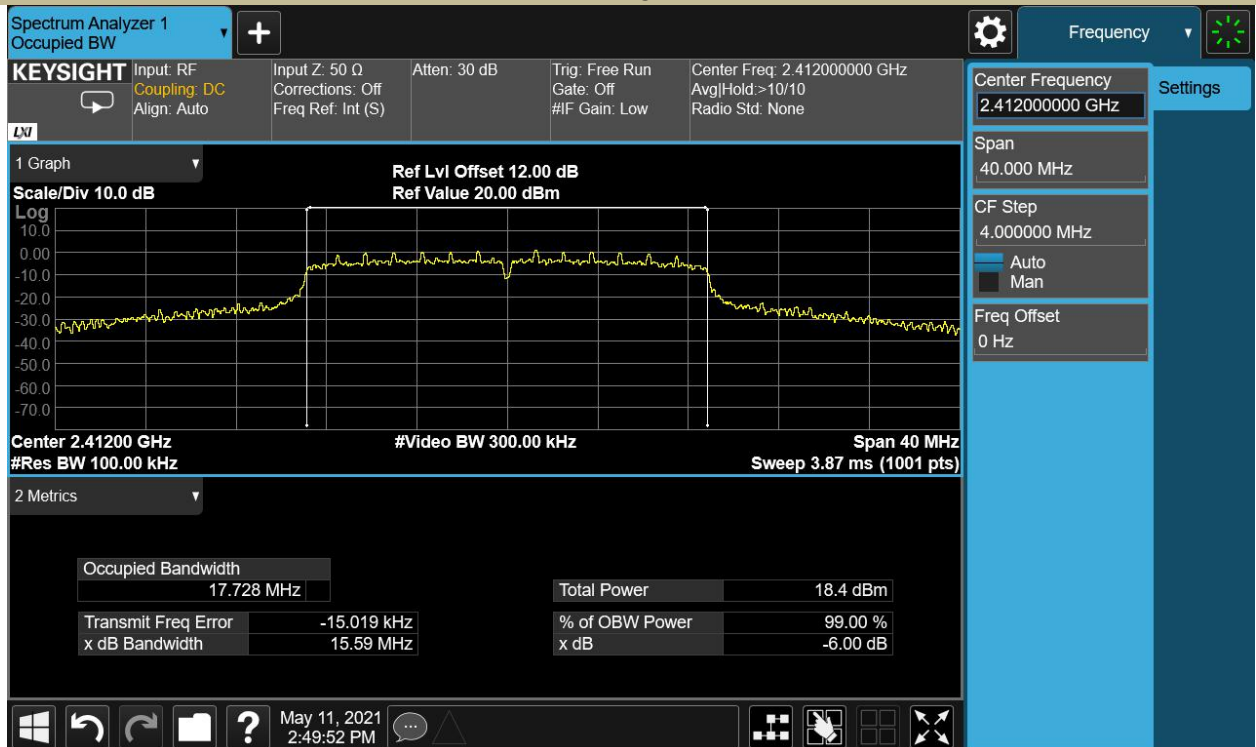 Spectrum Analyzer 1
Occupied BW
+
Frequency
KEYSIGHT
LXI
Input: RF
Coupling: DC
Align: Auto
Input Z: 50 Ω
Corrections: Off
Freq Ref: Int (S)
Atten: 30 dB
Trig: Free Run
Gate: Off
#IF Gain: Low
Center Freq: 2.412000000 GHz
Avg|Hold:>10/10
Radio Std: None
Center Frequency
2.412000000 GHz
Settings
Span
40.000 MHz
CF Step
4.000000 MHz
Auto
Man
Freq Offset
0 Hz
1 Graph
Scale/Div 10.0 dB
Ref Lvl Offset 12.00 dB
Ref Value 20.00 dBm
Log
10.0
0.00
-10.0
-20.0
-30.0
-40.0
-50.0
-60.0
-70.0
Center 2.41200 GHz
#Video BW 300.00 kHz
Span 40 MHz
#Res BW 100.00 kHz
Sweep 3.87 ms (1001 pts)
2 Metrics
Occupied Bandwidth
17.728 MHz
Total Power 18.4 dBm
Transmit Freq Error -15.019 kHz
% of OBW Power 99.00 %
x dB Bandwidth 15.59 MHz
x dB -6.00 dB
?
May 11, 2021
2:49:52 PM